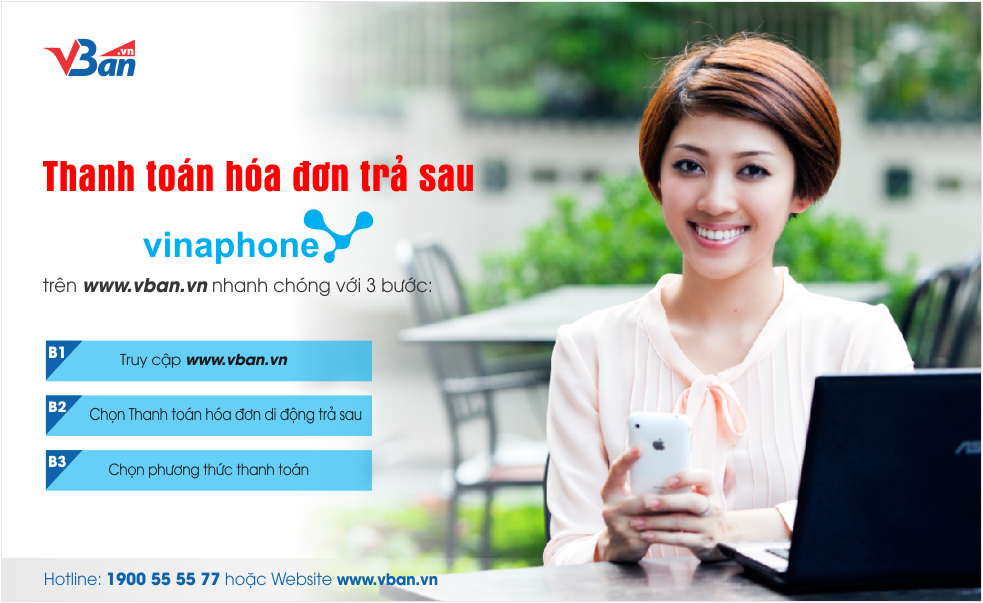 VBan.vn
Thanh toán hóa đơn trả sau
vinaphone
trên www.vban.vn nhanh chóng với 3 bước:
B1 Truy cập www.vban.vn
B2 Chọn Thanh toán hóa đơn di động trả sau
B3 Chọn phương thức thanh toán
Hotline: 1900 55 55 77 hoặc Website www.vban.vn